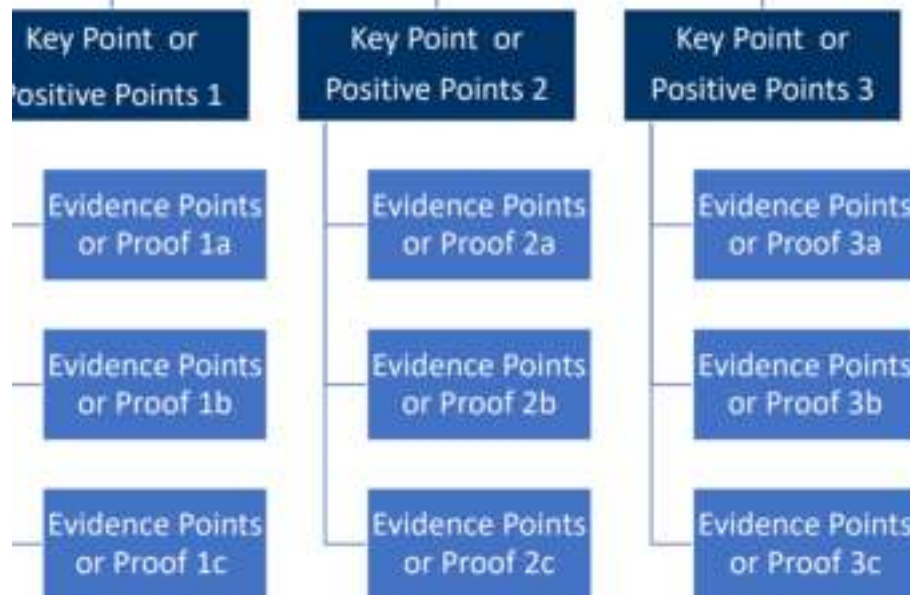 Key Point or
Positive Points 1
Key Point or
Positive Points 2
Key Point or
Positive Points 3
Evidence Points
or Proof 1a
Evidence Points
or Proof 2a
Evidence Points
or Proof 3a
Evidence Points
or Proof 1b
Evidence Points
or Proof 2b
Evidence Points
or Proof 3b
Evidence Points
or Proof 1c
Evidence Points
or Proof 2c
Evidence Points
or Proof 3c